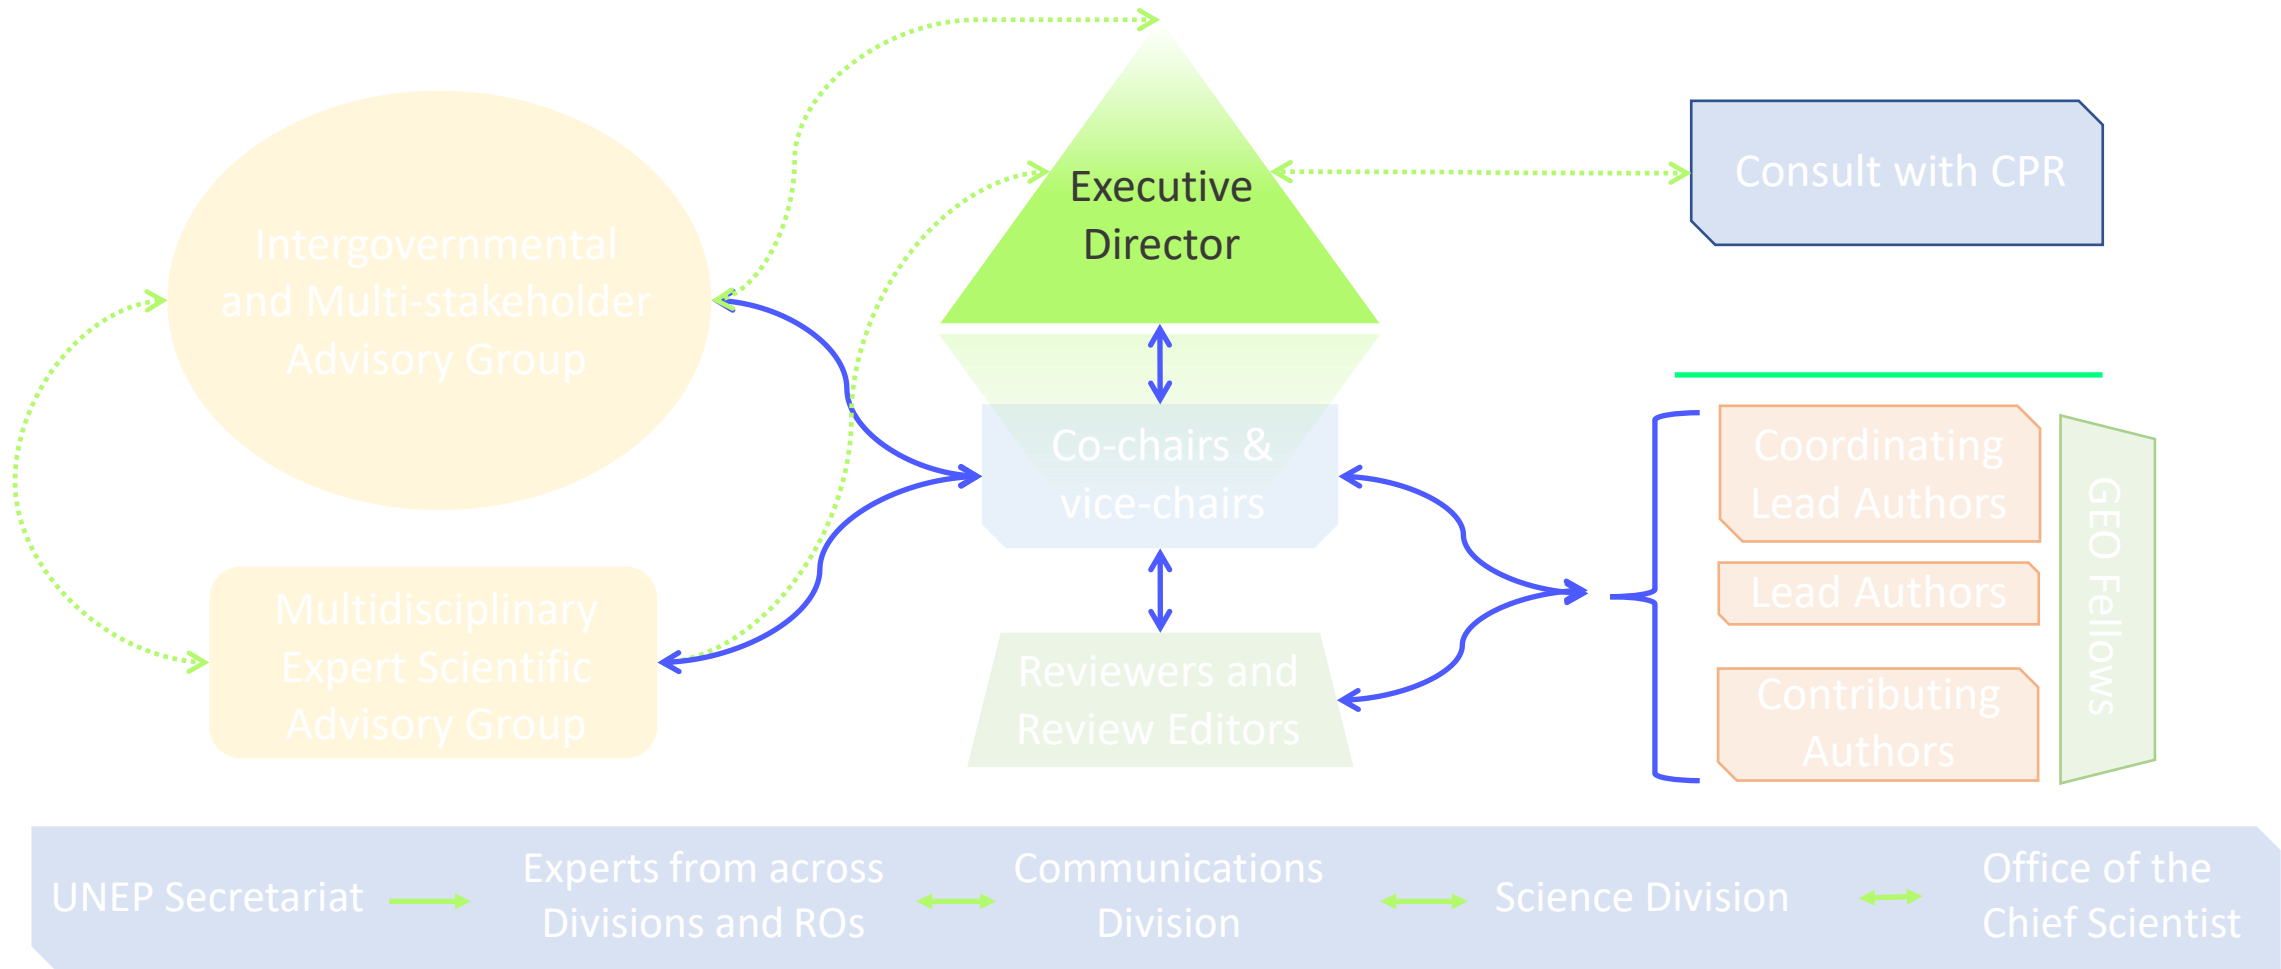 Executive
Director
Consult with CPR
Intergovernmental
and Multi-stakeholder
Advisory Group
Co-chairs &
vice-chairs
Coordinating
Lead Authors
Lead Authors
Contributing
Authors
GEO Fellows
Multidisciplinary
Expert Scientific
Advisory Group
Reviewers and
Review Editors
UNEP Secretariat
Experts from across
Divisions and ROs
Communications
Division
Science Division
Office of the
Chief Scientist